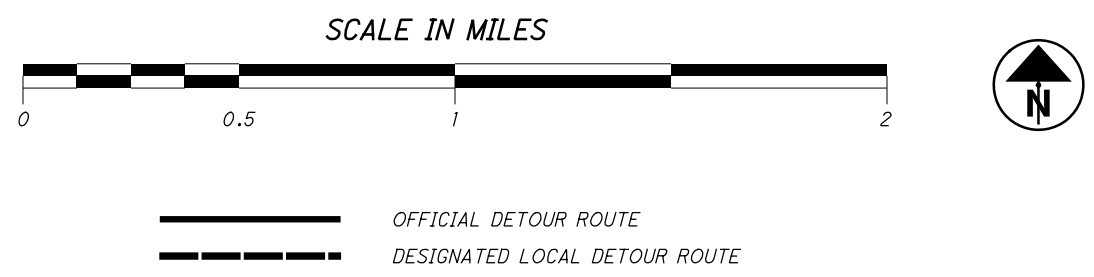 SCALE IN MILES
0 0.5 1 2
N
OFFICIAL DETOUR ROUTE
DESIGNATED LOCAL DETOUR ROUTE